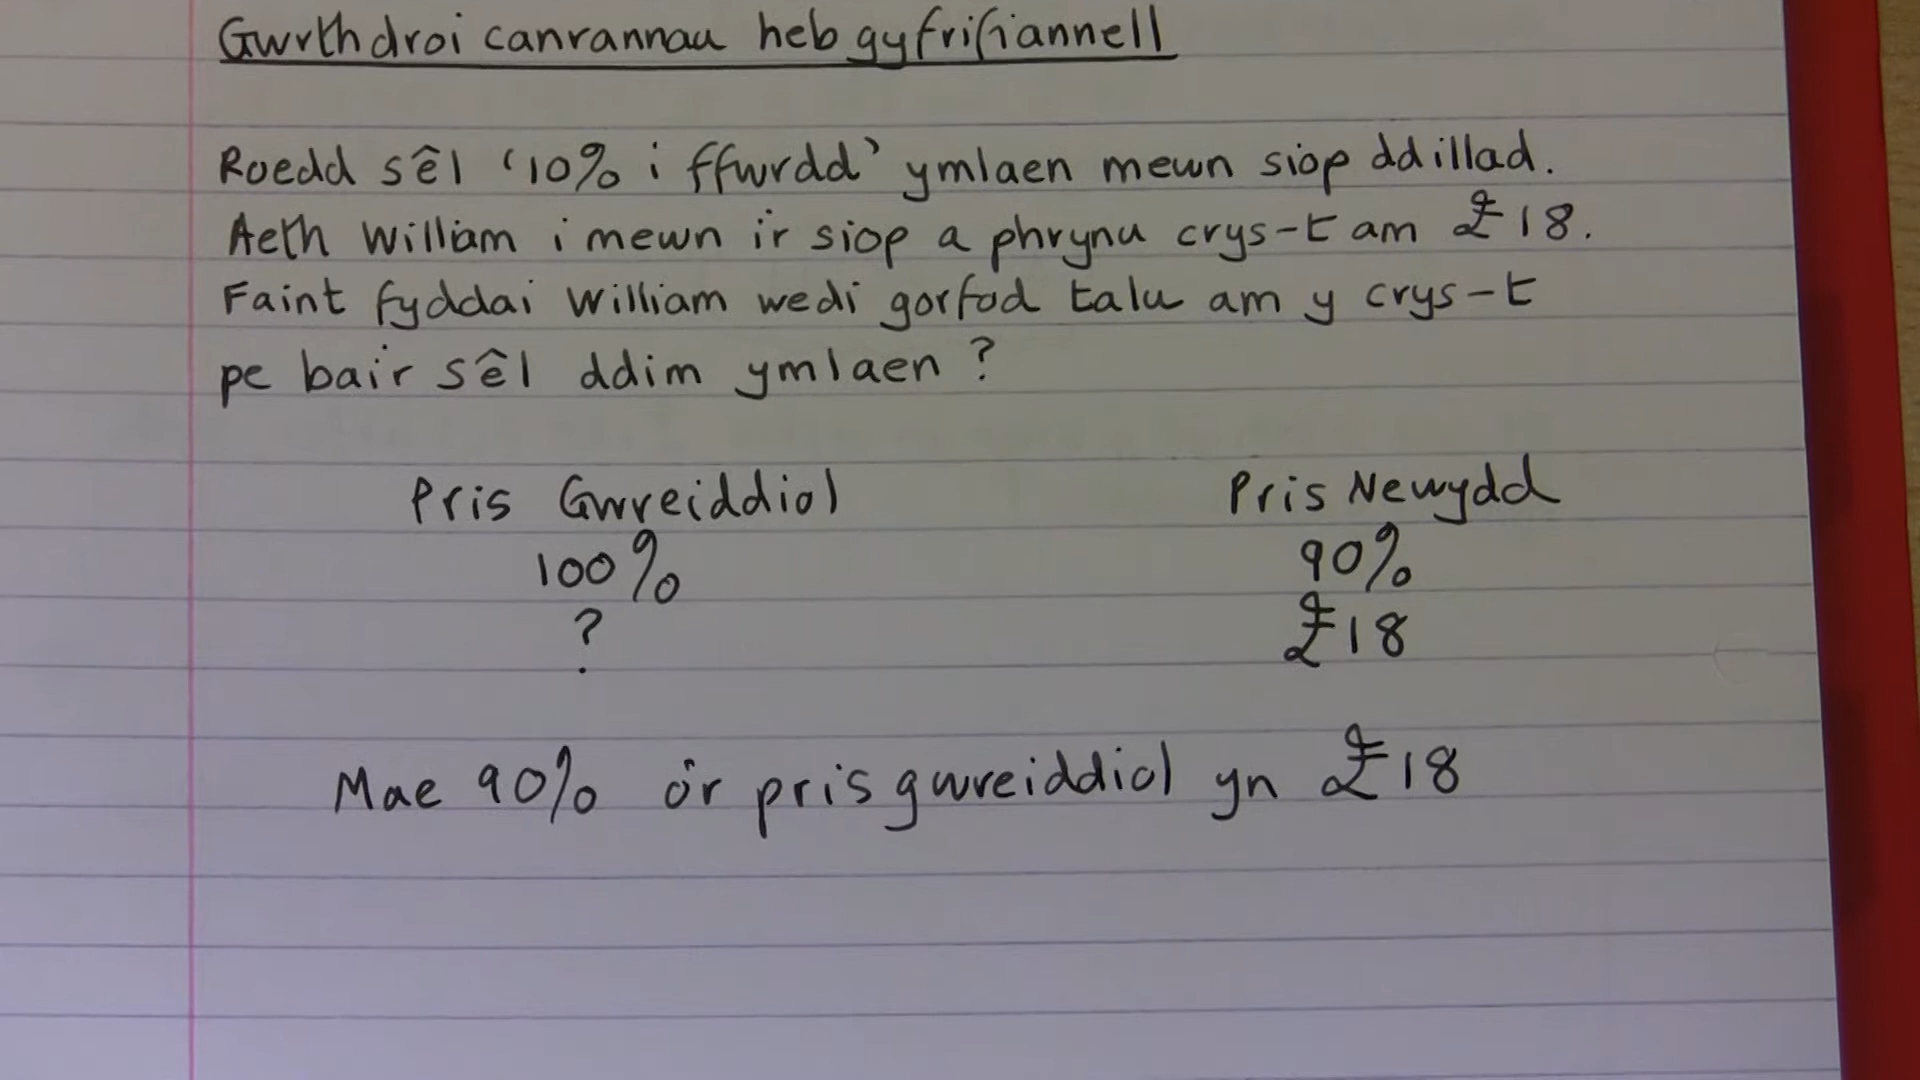 Gwrthdroi canrannau heb gyfrifiannell
Roedd sêl '10% i ffwrdd' ymlaen mewn siop ddillad.
Aeth William i mewn i'r siop a phrynu crys-t am £18.
Faint fyddai William wedi gorfod talu am y crys-t
pe bai'r sêl ddim ymlaen?
Pris Gwreiddiol Pris Newydd
100% 90%
? £18
Mae 90% o'r pris gwreiddiol yn £18